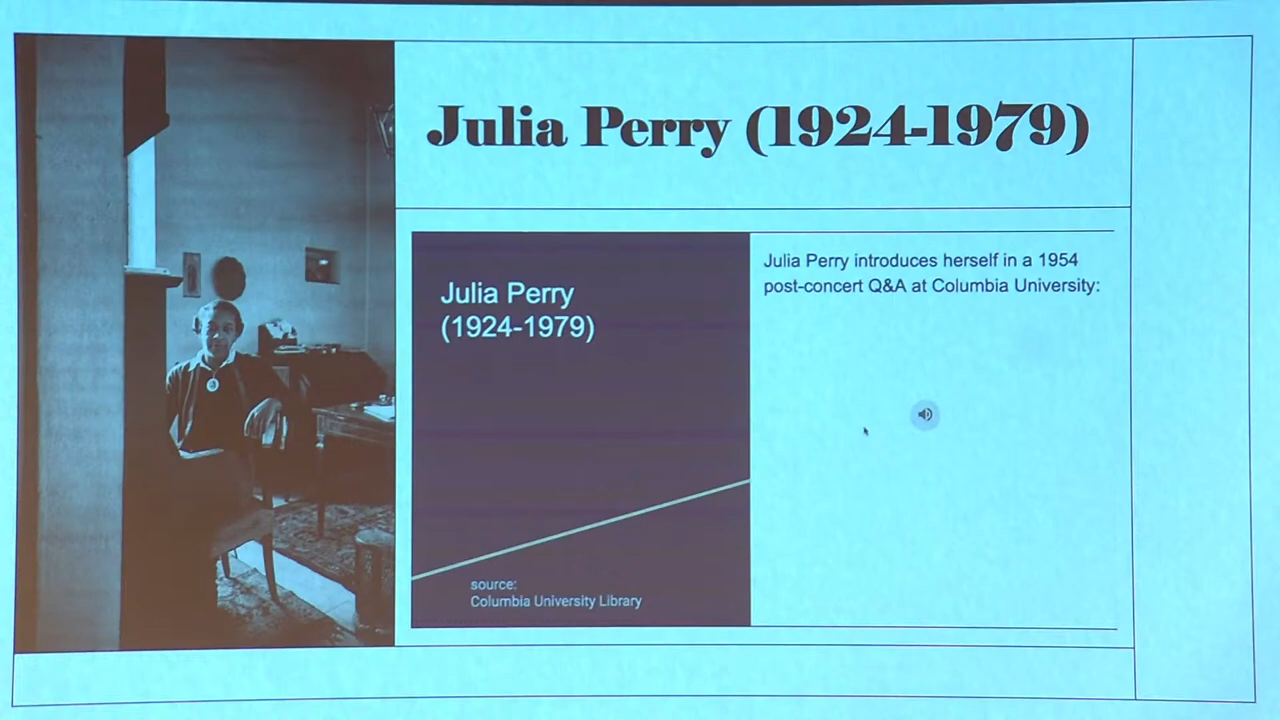 Julia Perry (1924-1979)
Julia Perry
(1924-1979)
source:
Columbia University Library
Julia Perry introduces herself in a 1954
post-concert Q&A at Columbia University: